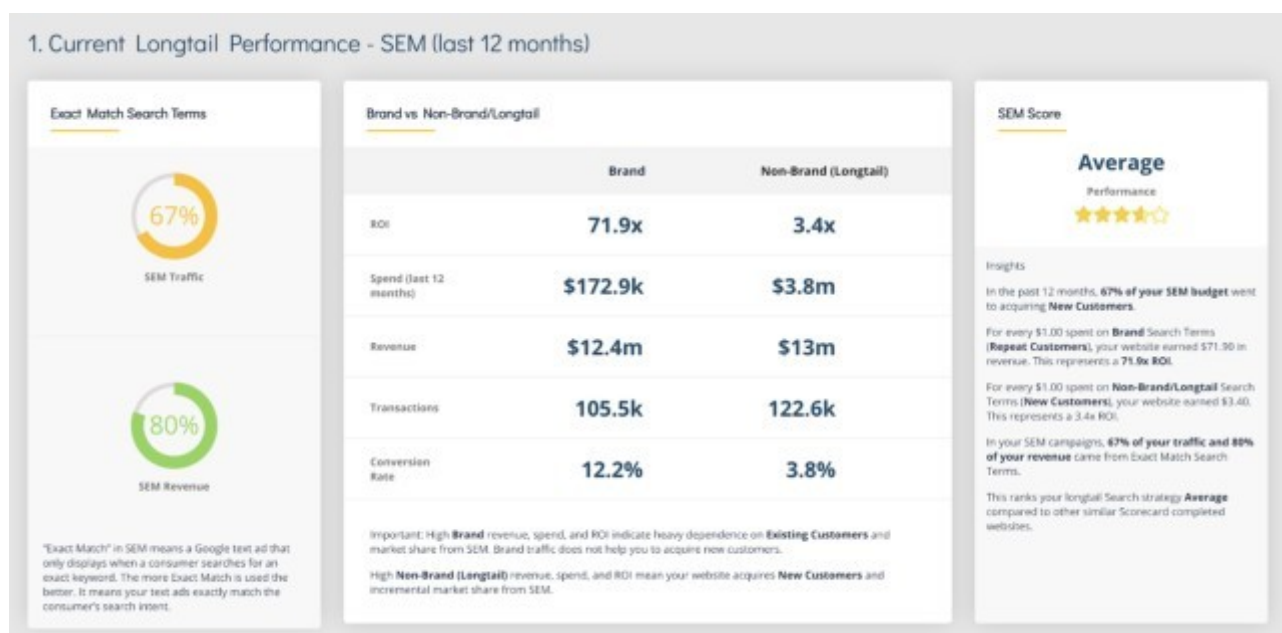 1. Current Longtail Performance - SEM (last 12 months)
Exact Match Search Terms
67%
SEM Traffic
80%
SEM Revenue
"Exact Match" in SEM means a Google text ad that
only displays when a consumer searches for an
exact keyword. The more Exact Match is used the
better. It means your text ads exactly match the
consumer's search intent.
Brand vs Non-Brand/Longtail
Brand Non-Brand (Longtail)
ROI 71.9x 3.4x
Spend (last 12
months) $172.9k $3.8m
Revenue $12.4m $13m
Transactions 105.5k 122.6k
Conversion
Rate 12.2% 3.8%
Important: High Brand revenue, spend, and ROI indicate heavy dependence on Existing Customers and
market share from SEM. Brand traffic does not help you to acquire new customers.
High Non-Brand (Longtail) revenue, spend, and ROI mean your website acquires New Customers and
incremental market share from SEM.
SEM Score
Average
Performance
Insights
In the past 12 months, 67% of your SEM budget went
to acquiring New Customers.
For every $1.00 spent on Brand Search Terms
(Repeat Customers), your website earned $71.90 in
revenue. This represents a 71.9x ROI.
For every $1.00 spent on Non-Brand/Longtail Search
Terms (New Customers), your website earned $3.40.
This represents a 3.4x ROI.
In your SEM campaigns, 67% of your traffic and 80%
of your revenue came from Exact Match Search
Terms.
This ranks your longtail Search strategy Average
compared to other similar Scorecard completed
websites.